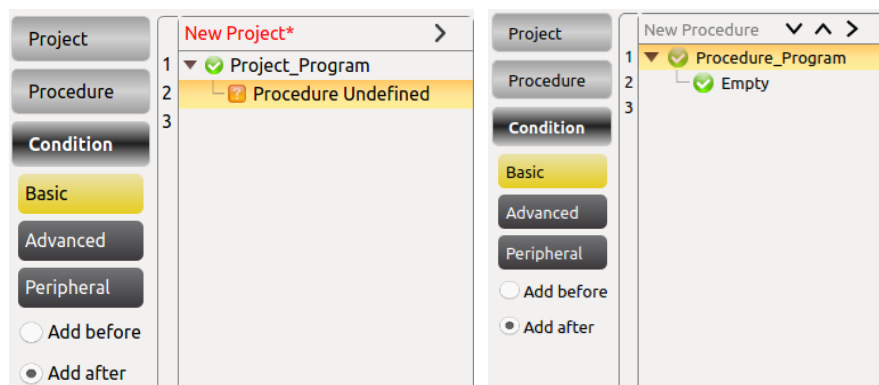 Project
Procedure
Condition
Basic
Advanced
Peripheral
Add before
Add after
New Project*
1 Project_Program
2 Procedure Undefined
3
Project
Procedure
Condition
Basic
Advanced
Peripheral
Add before
Add after
New Procedure
1 Procedure_Program
2 Empty
3